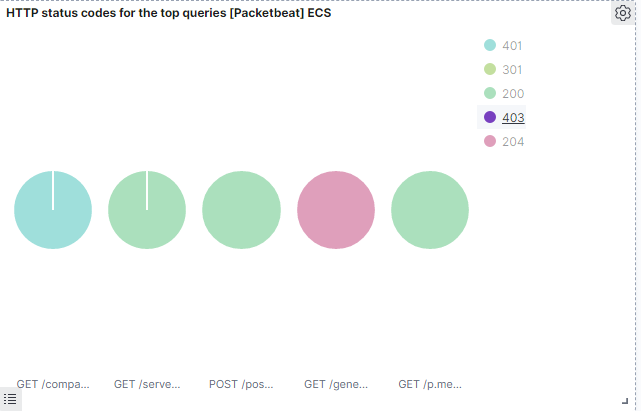 HTTP status codes for the top queries [Packetbeat] ECS
401
301
200
403
204
GET /compa...
GET /serve...
POST /pos...
GET /gene...
GET /p.me...